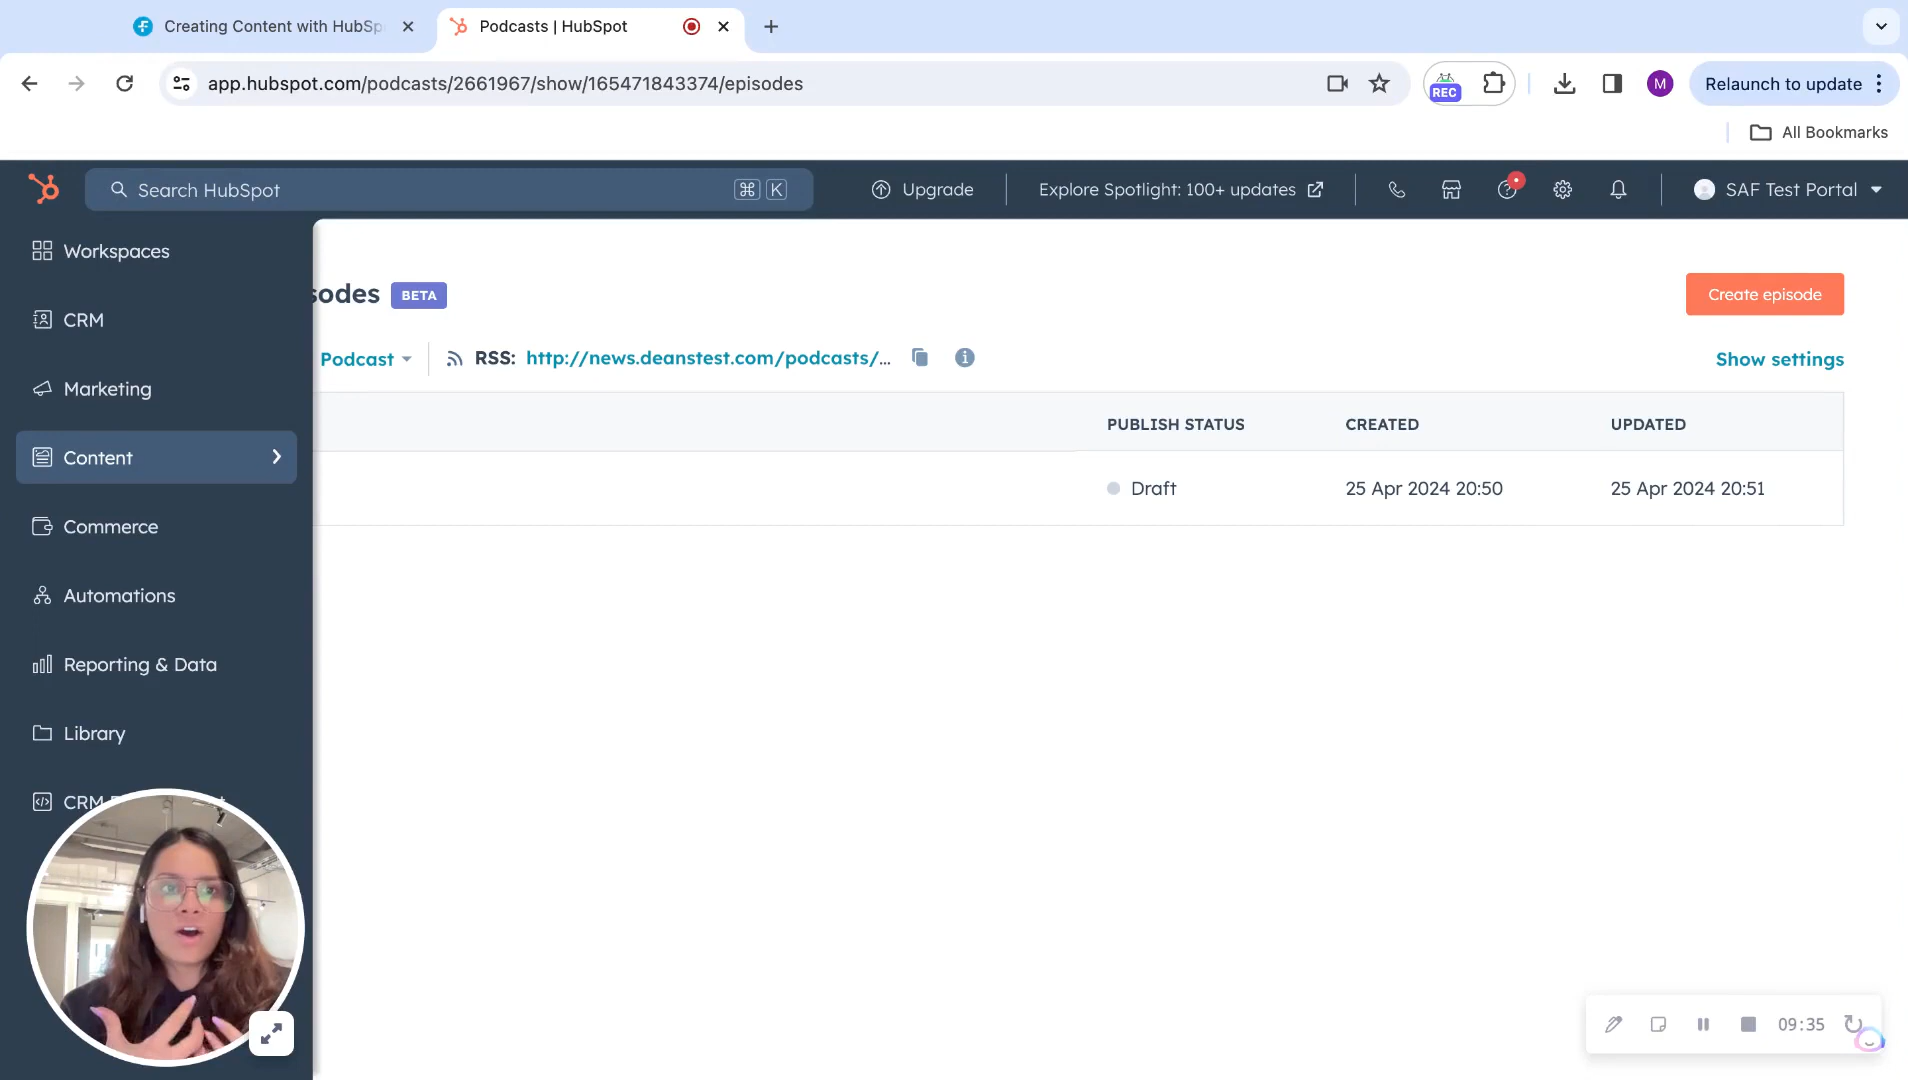 Creating Content with HubSp
Podcasts | HubSpot
app.hubspot.com/podcasts/2661967/show/165471843374/episodes
REC
M
Relaunch to update
All Bookmarks
Search HubSpot
⌘ K
Upgrade
Explore Spotlight: 100+ updates
SAF Test Portal
Workspaces
sodes
BETA
Create episode
CRM
Podcast
RSS: http://news.deanstest.com/podcasts/...
Show settings
Marketing
PUBLISH STATUS
CREATED
UPDATED
Content
Draft
25 Apr 2024 20:50
25 Apr 2024 20:51
Commerce
Automations
Reporting & Data
Library
CRM
09:35